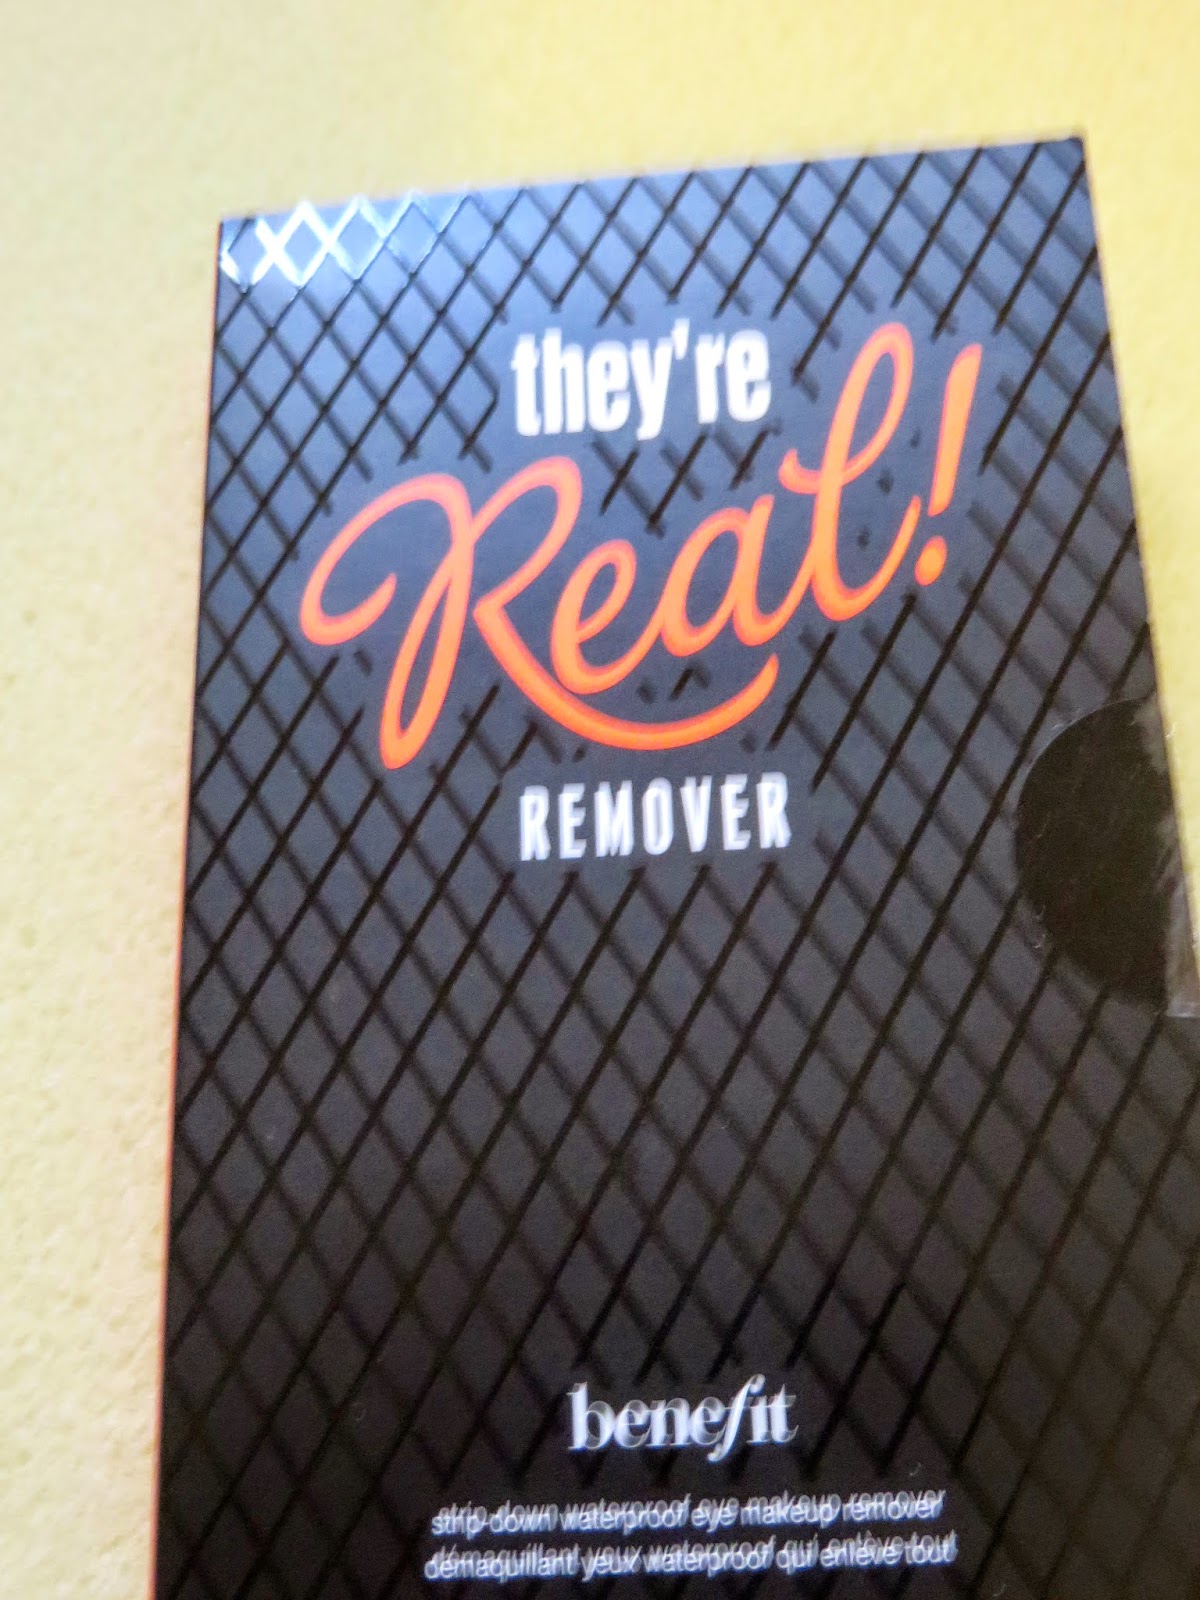 they're
Real!
REMOVER
benefit
strip-down waterproof eye makeup remover
démaquillant yeux waterproof qui enlève tout